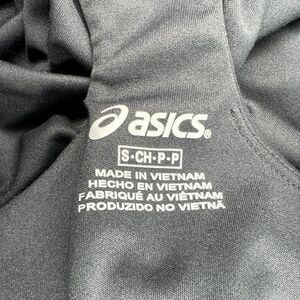 asics®
S•CH•P•P
MADE IN VIETNAM
HECHO EN VIETNAM
FABRIQUÉ AU VIÊTNAM
PRODUZIDO NO VIETNÃ